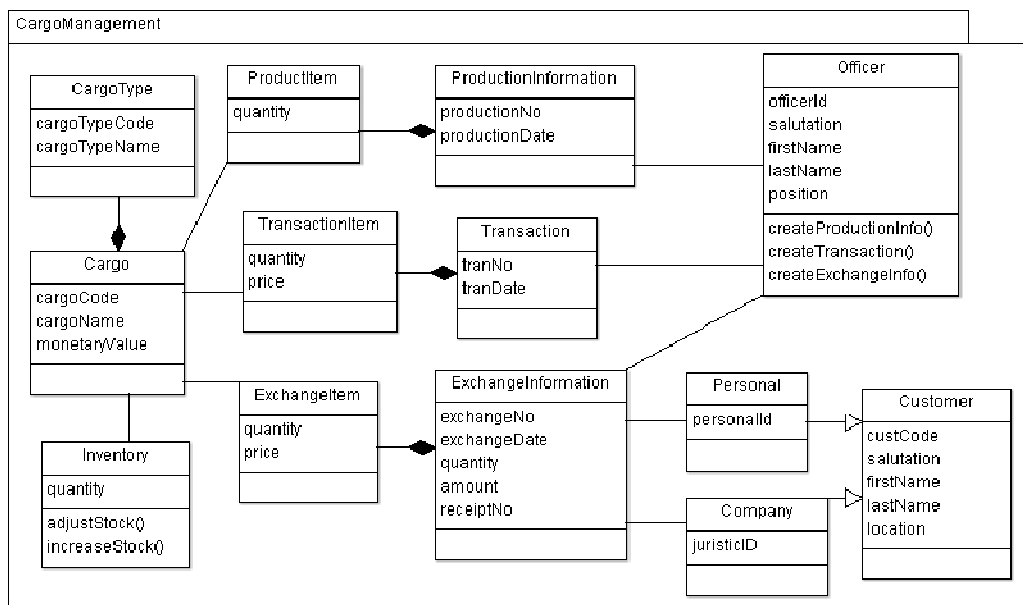 CargoManagement
CargoType
cargoTypeCode
cargoTypeName
ProductItem
quantity
ProductionInformation
productionNo
productionDate
Officer
officerId
salutation
firstName
lastName
position
createProductionInfo()
createTransaction()
createExchangeInfo()
Cargo
cargoCode
cargoName
monetaryValue
TransactionItem
quantity
price
Transaction
tranNo
tranDate
Inventory
quantity
adjustStock()
increaseStock()
ExchangeItem
quantity
price
ExchangeInformation
exchangeNo
exchangeDate
quantity
amount
receiptNo
Personal
personalId
Company
juristicID
Customer
custCode
salutation
firstName
lastName
location